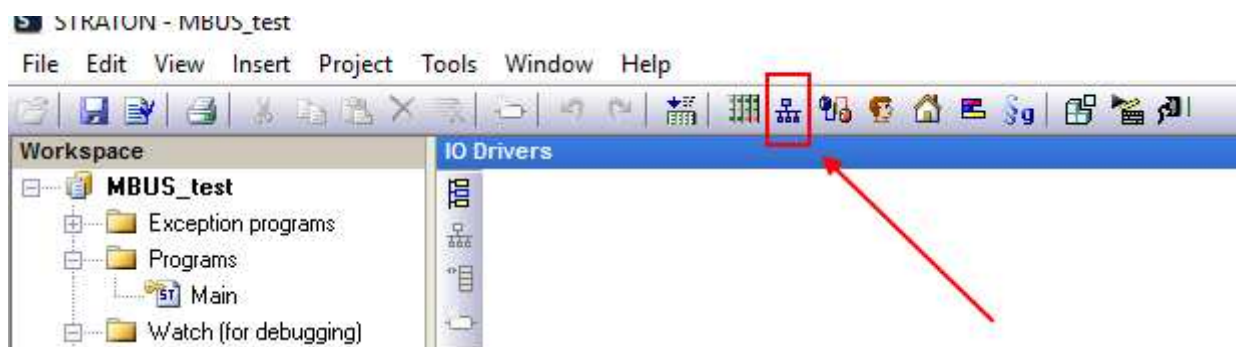 STRATON - MBUS_test
File Edit View Insert Project Tools Window Help
Workspace
IO Drivers
MBUS_test
Exception programs
Programs
ST Main
Watch (for debugging)